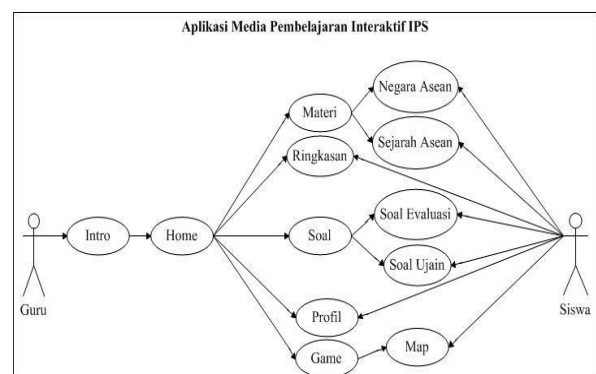 Aplikasi Media Pembelajaran Interaktif IPS
Negara Asean
Materi
Sejarah Asean
Ringkasan
Soal Evaluasi
Intro
Home
Soal
Soal Ujain
Guru
Siswa
Profil
Map
Game